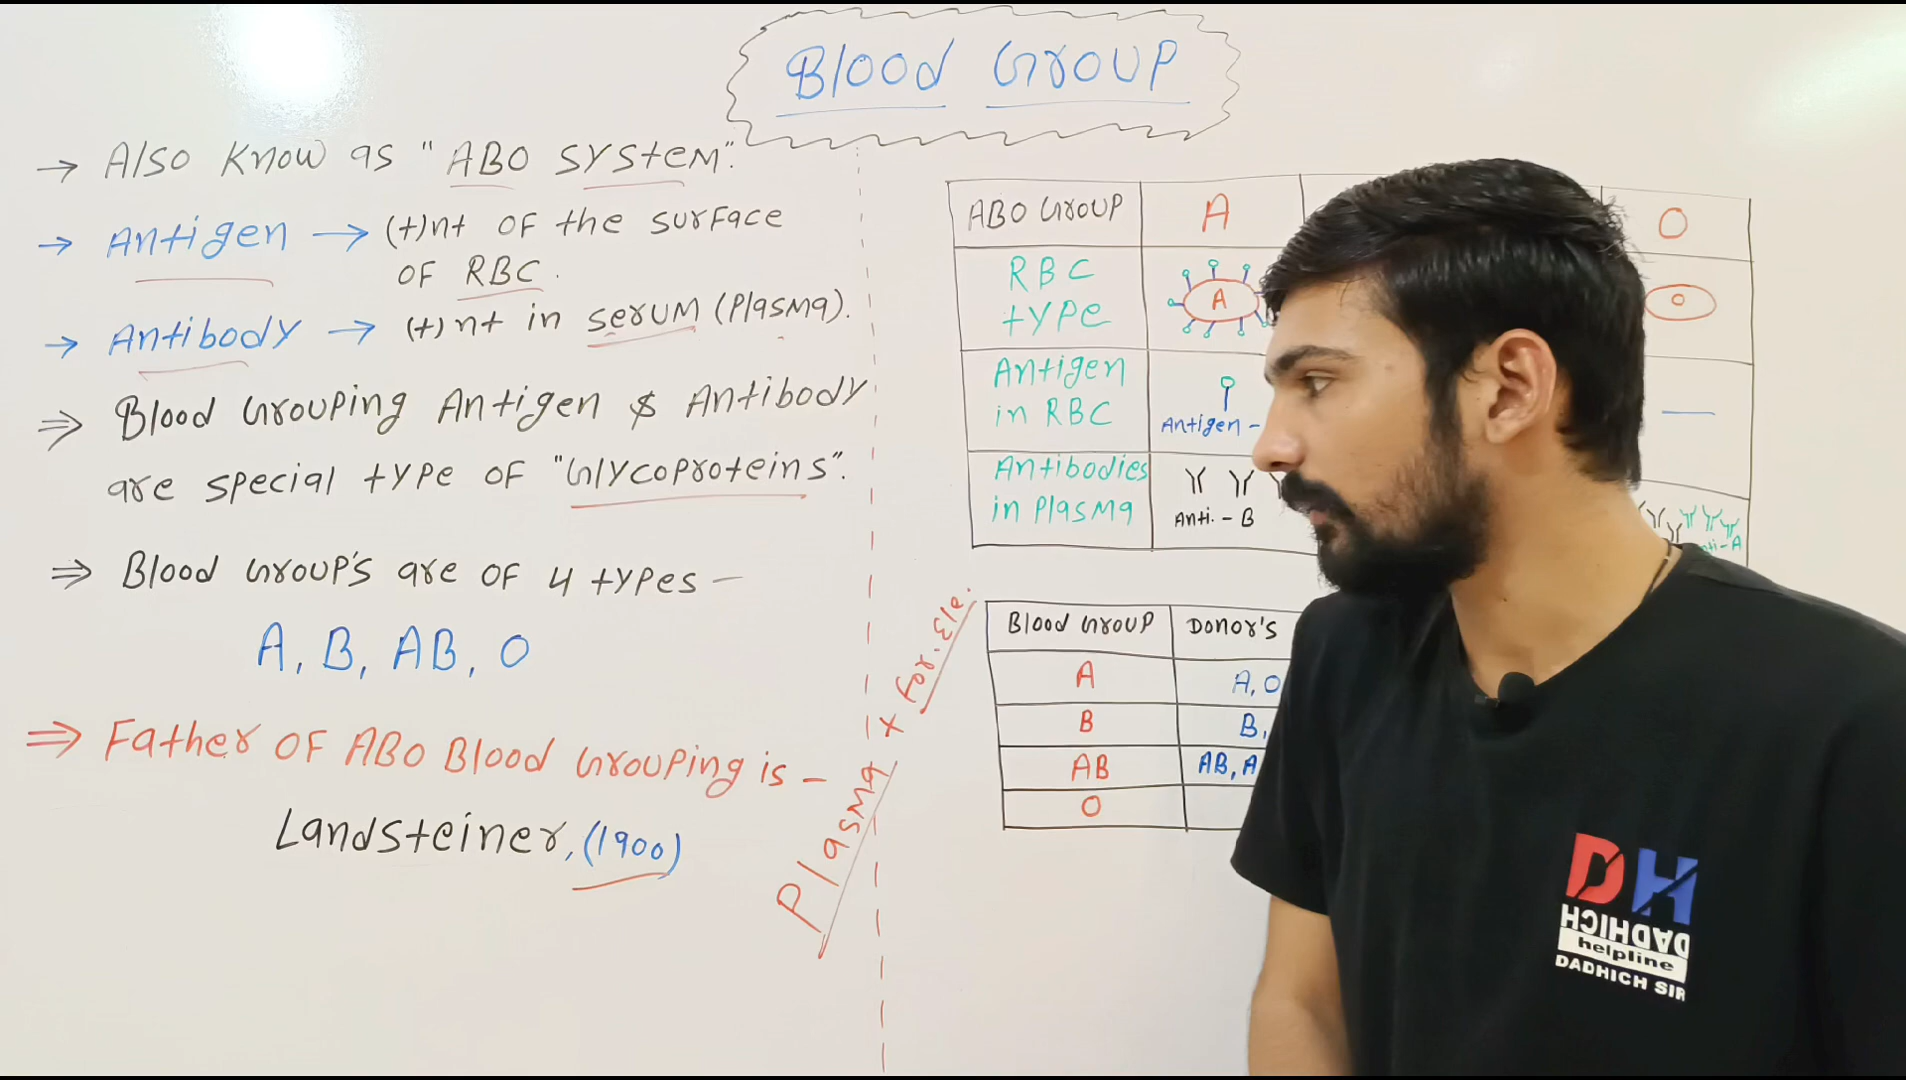 Blood Group
→ Also Know as "ABO system".
→ Antigen → (+)nt OF the surface
OF RBC.
→ Antibody → (+)nt in serum (Plasma).
⇒ Blood Grouping Antigen & Antibody
are special type of "Glycoproteins".
⇒ Blood Group's are OF 4 types –
A, B, AB, O
⇒ Father OF ABO Blood Grouping is –
Landsteiner, (1900)
Plasma + for. Ele.
ABO Group A O
RBC
type A O
Antigen
in RBC Antigen - —
Antibodies
in Plasma Anti. - B nti-A
Blood Group Donor's
A A, O
B B,
AB AB, A
O
DH
DADHICH
helpline
DADHICH SIR